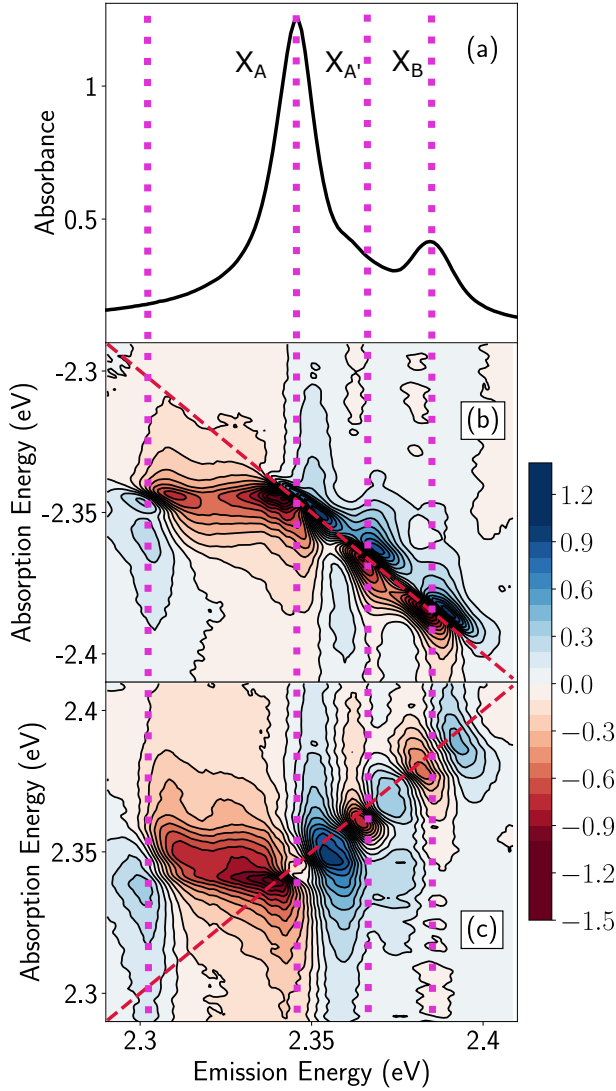 (a)
X_A X_A' X_B
1
0.5
Absorbance
(b)
-2.3
-2.35
-2.4
Absorption Energy (eV)
1.2
0.9
0.6
0.3
0.0
−0.3
−0.6
−0.9
−1.2
−1.5
(c)
2.4
2.35
2.3
Absorption Energy (eV)
2.3 2.35 2.4
Emission Energy (eV)